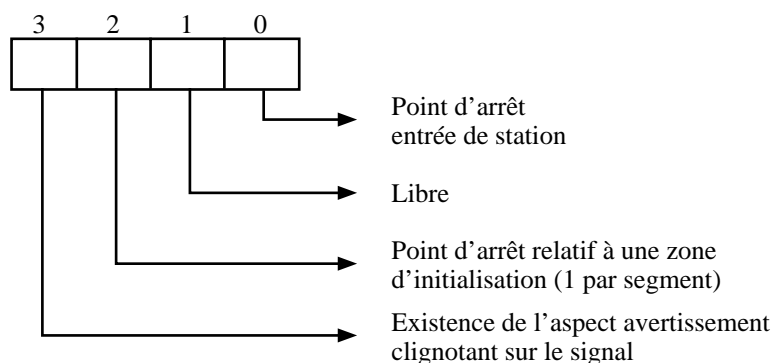 3 2 1 0
Point d’arrêt
entrée de station
Libre
Point d’arrêt relatif à une zone
d’initialisation (1 par segment)
Existence de l’aspect avertissement
clignotant sur le signal